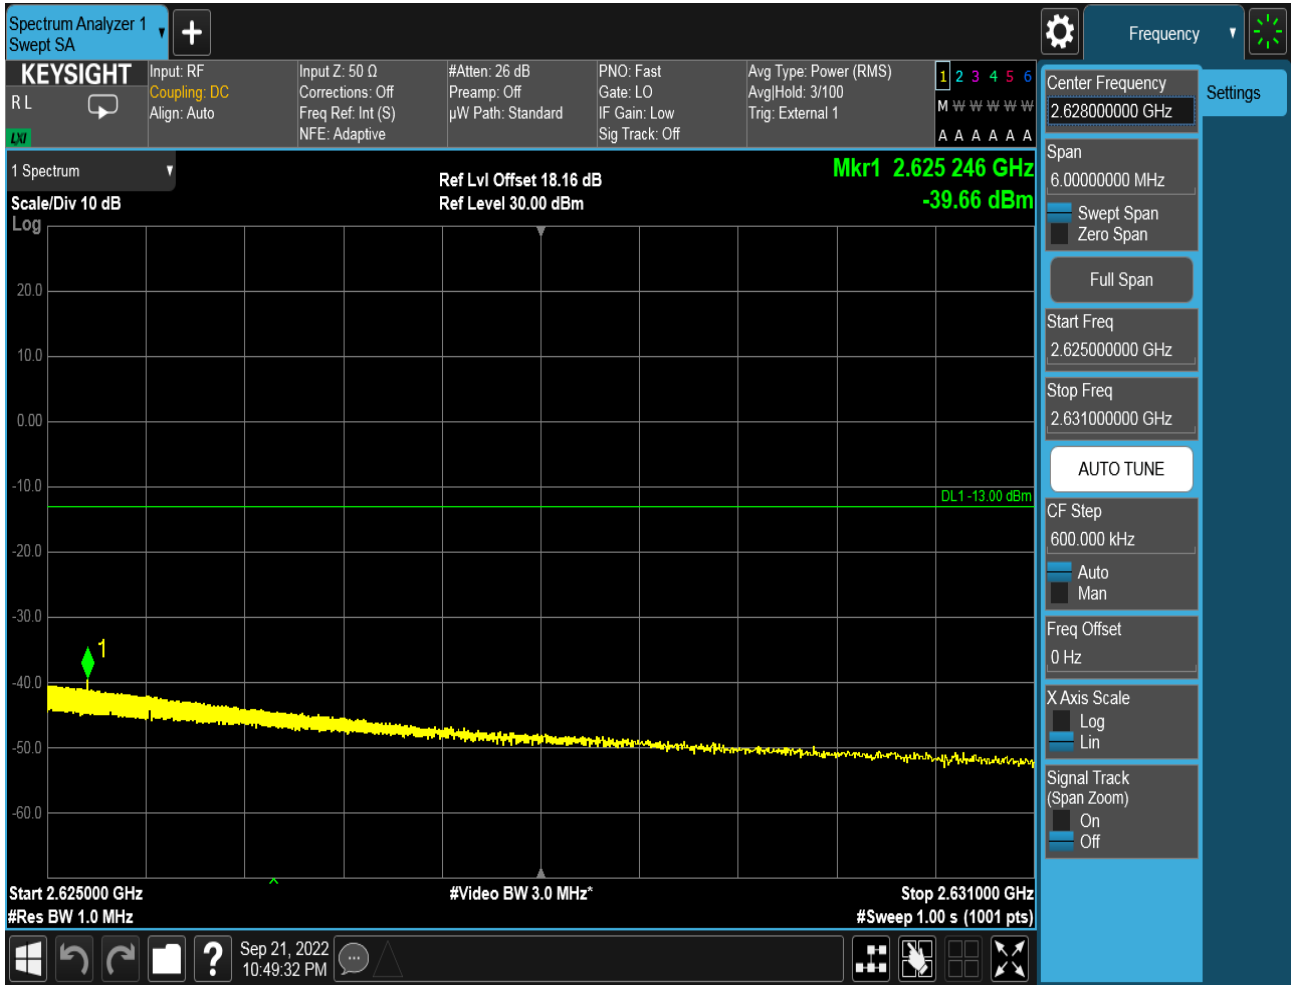 Spectrum Analyzer 1
Swept SA
Frequency
KEYSIGHT
R L
LXI
Input: RF
Coupling: DC
Align: Auto
Input Z: 50 Ω
Corrections: Off
Freq Ref: Int (S)
NFE: Adaptive
#Atten: 26 dB
Preamp: Off
µW Path: Standard
PNO: Fast
Gate: LO
IF Gain: Low
Sig Track: Off
Avg Type: Power (RMS)
Avg|Hold: 3/100
Trig: External 1
1 2 3 4 5 6
M W W W W W
A A A A A A
1 Spectrum
Scale/Div 10 dB
Log
Ref Lvl Offset 18.16 dB
Ref Level 30.00 dBm
Mkr1 2.625 246 GHz
-39.66 dBm
20.0
10.0
0.00
-10.0
DL1 -13.00 dBm
-20.0
-30.0
1
-40.0
-50.0
-60.0
Start 2.625000 GHz
#Video BW 3.0 MHz*
Stop 2.631000 GHz
#Res BW 1.0 MHz
#Sweep 1.00 s (1001 pts)
Sep 21, 2022
10:49:32 PM
Center Frequency
2.628000000 GHz
Settings
Span
6.00000000 MHz
Swept Span
Zero Span
Full Span
Start Freq
2.625000000 GHz
Stop Freq
2.631000000 GHz
AUTO TUNE
CF Step
600.000 kHz
Auto
Man
Freq Offset
0 Hz
X Axis Scale
Log
Lin
Signal Track
(Span Zoom)
On
Off